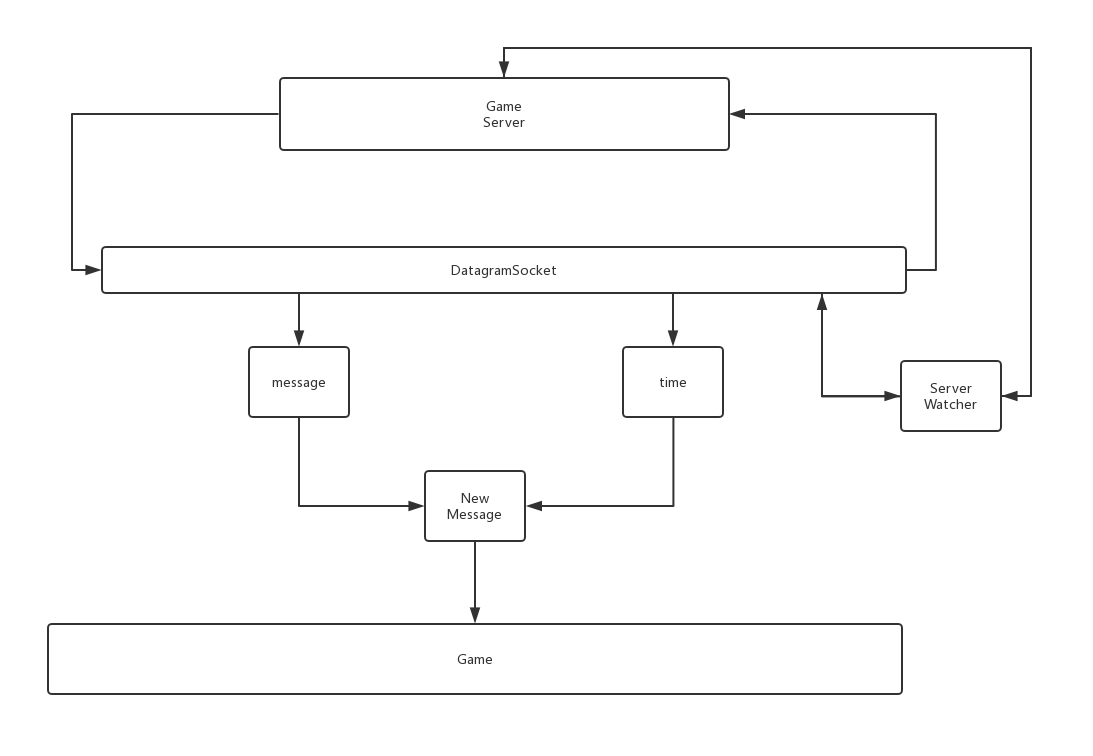 Game
Server
DatagramSocket
message
time
Server
Watcher
New
Message
Game